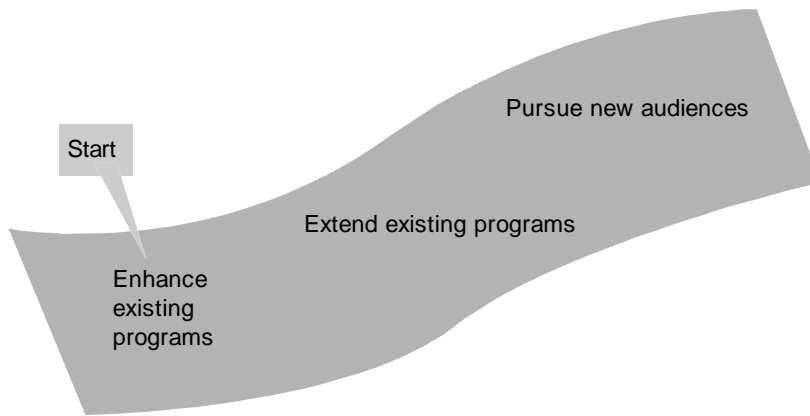 Start
Enhance
existing
programs
Extend existing programs
Pursue new audiences